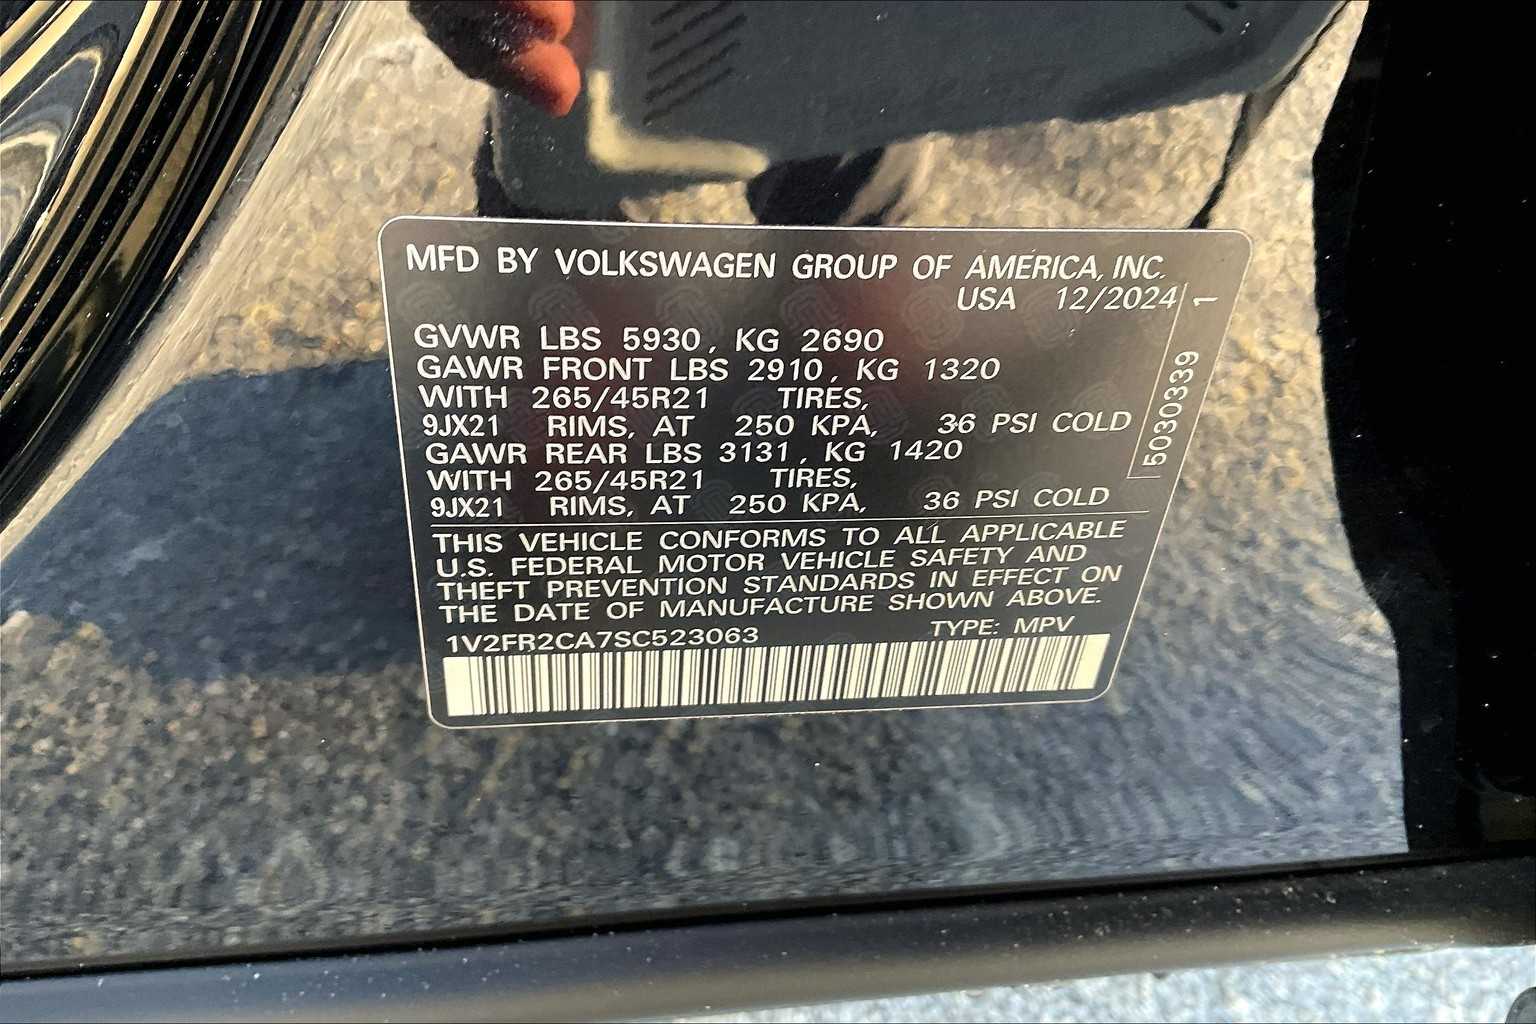 MFD BY VOLKSWAGEN GROUP OF AMERICA, INC.
USA 12/2024
GVWR LBS 5930, KG 2690
GAWR FRONT LBS 2910, KG 1320
WITH 265/45R21 TIRES,
9JX21 RIMS, AT 250 KPA, 36 PSI COLD
GAWR REAR LBS 3131, KG 1420
WITH 265/45R21 TIRES,
9JX21 RIMS, AT 250 KPA, 36 PSI COLD
5030339 1
THIS VEHICLE CONFORMS TO ALL APPLICABLE
U.S. FEDERAL MOTOR VEHICLE SAFETY AND
THEFT PREVENTION STANDARDS IN EFFECT ON
THE DATE OF MANUFACTURE SHOWN ABOVE.
1V2FR2CA7SC523063 TYPE: MPV